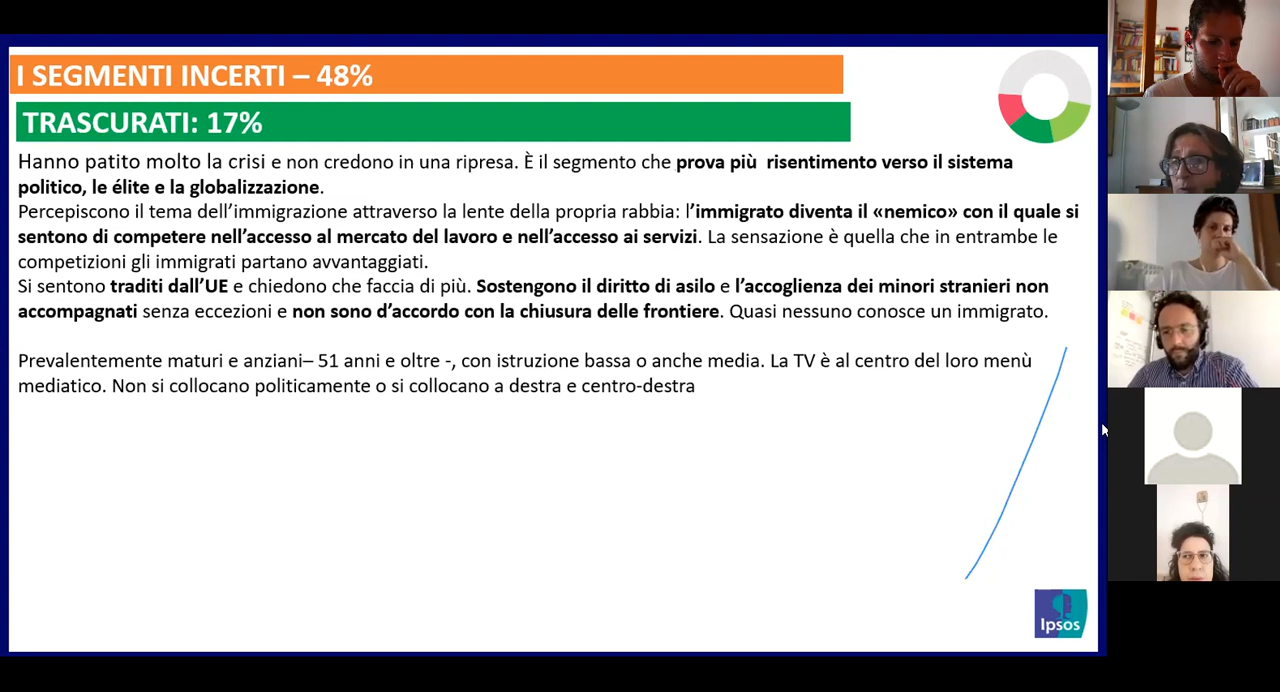 I SEGMENTI INCERTI – 48%
TRASCURATI: 17%
Hanno patito molto la crisi e non credono in una ripresa. È il segmento che prova più  risentimento verso il sistema
politico, le élite e la globalizzazione.
Percepiscono il tema dell’immigrazione attraverso la lente della propria rabbia: l’immigrato diventa il «nemico» con il quale si
sentono di competere nell’accesso al mercato del lavoro e nell’accesso ai servizi. La sensazione è quella che in entrambe le
competizioni gli immigrati partano avvantaggiati.
Si sentono traditi dall’UE e chiedono che faccia di più. Sostengono il diritto di asilo e l’accoglienza dei minori stranieri non
accompagnati senza eccezioni e non sono d’accordo con la chiusura delle frontiere. Quasi nessuno conosce un immigrato.
Prevalentemente maturi e anziani– 51 anni e oltre -, con istruzione bassa o anche media. La TV è al centro del loro menù
mediatico. Non si collocano politicamente o si collocano a destra e centro-destra
Ipsos